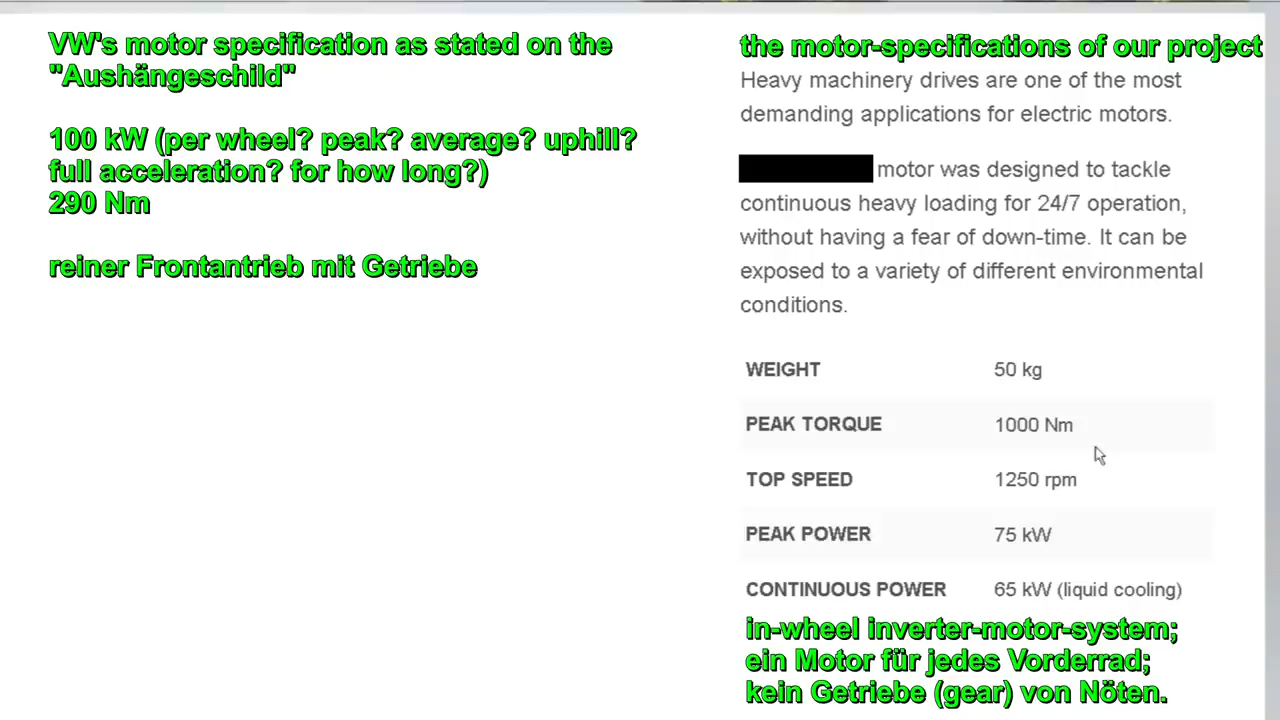 VW's motor specification as stated on the
"Aushängeschild"
100 kW (per wheel? peak? average? uphill?
full acceleration? for how long?)
290 Nm
reiner Frontantrieb mit Getriebe
the motor-specifications of our project
Heavy machinery drives are one of the most
demanding applications for electric motors.
motor was designed to tackle
continuous heavy loading for 24/7 operation,
without having a fear of down-time. It can be
exposed to a variety of different environmental
conditions.
WEIGHT 50 kg
PEAK TORQUE 1000 Nm
TOP SPEED 1250 rpm
PEAK POWER 75 kW
CONTINUOUS POWER 65 kW (liquid cooling)
in-wheel inverter-motor-system;
ein Motor für jedes Vorderrad;
kein Getriebe (gear) von Nöten.